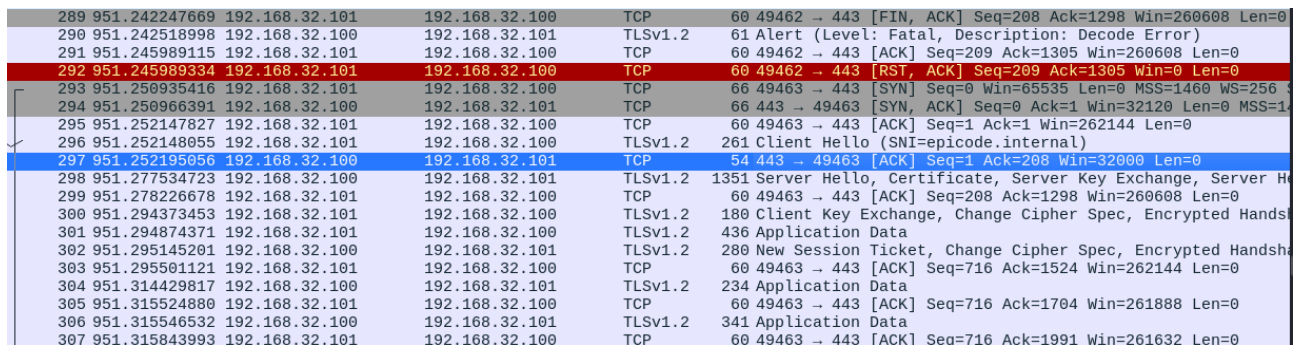 289 951.242247669 192.168.32.101 192.168.32.100 TCP 60 49462 → 443 [FIN, ACK] Seq=208 Ack=1298 Win=260608 Len=0
290 951.242518998 192.168.32.100 192.168.32.101 TLSv1.2 61 Alert (Level: Fatal, Description: Decode Error)
291 951.245989115 192.168.32.101 192.168.32.100 TCP 60 49462 → 443 [ACK] Seq=209 Ack=1305 Win=260608 Len=0
292 951.245989334 192.168.32.101 192.168.32.100 TCP 60 49462 → 443 [RST, ACK] Seq=209 Ack=1305 Win=0 Len=0
293 951.250935416 192.168.32.101 192.168.32.100 TCP 66 49463 → 443 [SYN] Seq=0 Win=65535 Len=0 MSS=1460 WS=256
294 951.250966391 192.168.32.100 192.168.32.101 TCP 66 443 → 49463 [SYN, ACK] Seq=0 Ack=1 Win=32120 Len=0
295 951.252147827 192.168.32.101 192.168.32.100 TCP 60 49463 → 443 [ACK] Seq=1 Ack=1 Win=262144 Len=0
296 951.252148055 192.168.32.101 192.168.32.100 TLSv1.2 261 Client Hello (SNI=epicode.internal)
297 951.252195056 192.168.32.100 192.168.32.101 TCP 54 443 → 49463 [ACK] Seq=1 Ack=208 Win=32000 Len=0
298 951.277534723 192.168.32.100 192.168.32.101 TLSv1.2 1351 Server Hello, Certificate, Server Key Exchange, Server
299 951.278226678 192.168.32.101 192.168.32.100 TCP 60 49463 → 443 [ACK] Seq=208 Ack=1298 Win=260608 Len=0
300 951.294373453 192.168.32.101 192.168.32.100 TLSv1.2 180 Client Key Exchange, Change Cipher Spec, Encrypted
301 951.294874371 192.168.32.101 192.168.32.100 TLSv1.2 436 Application Data
302 951.295145201 192.168.32.100 192.168.32.101 TLSv1.2 280 New Session Ticket, Change Cipher Spec, Encrypted
303 951.295501121 192.168.32.101 192.168.32.100 TCP 60 49463 → 443 [ACK] Seq=716 Ack=1524 Win=262144 Len=0
304 951.314429817 192.168.32.100 192.168.32.101 TLSv1.2 234 Application Data
305 951.315524880 192.168.32.101 192.168.32.100 TCP 60 49463 → 443 [ACK] Seq=716 Ack=1704 Win=261888 Len=0
306 951.315546532 192.168.32.100 192.168.32.101 TLSv1.2 341 Application Data
307 951.315843993 192.168.32.101 192.168.32.100 TCP 60 49463 → 443 [ACK] Seq=716 Ack=1991 Win=261632 Len=0